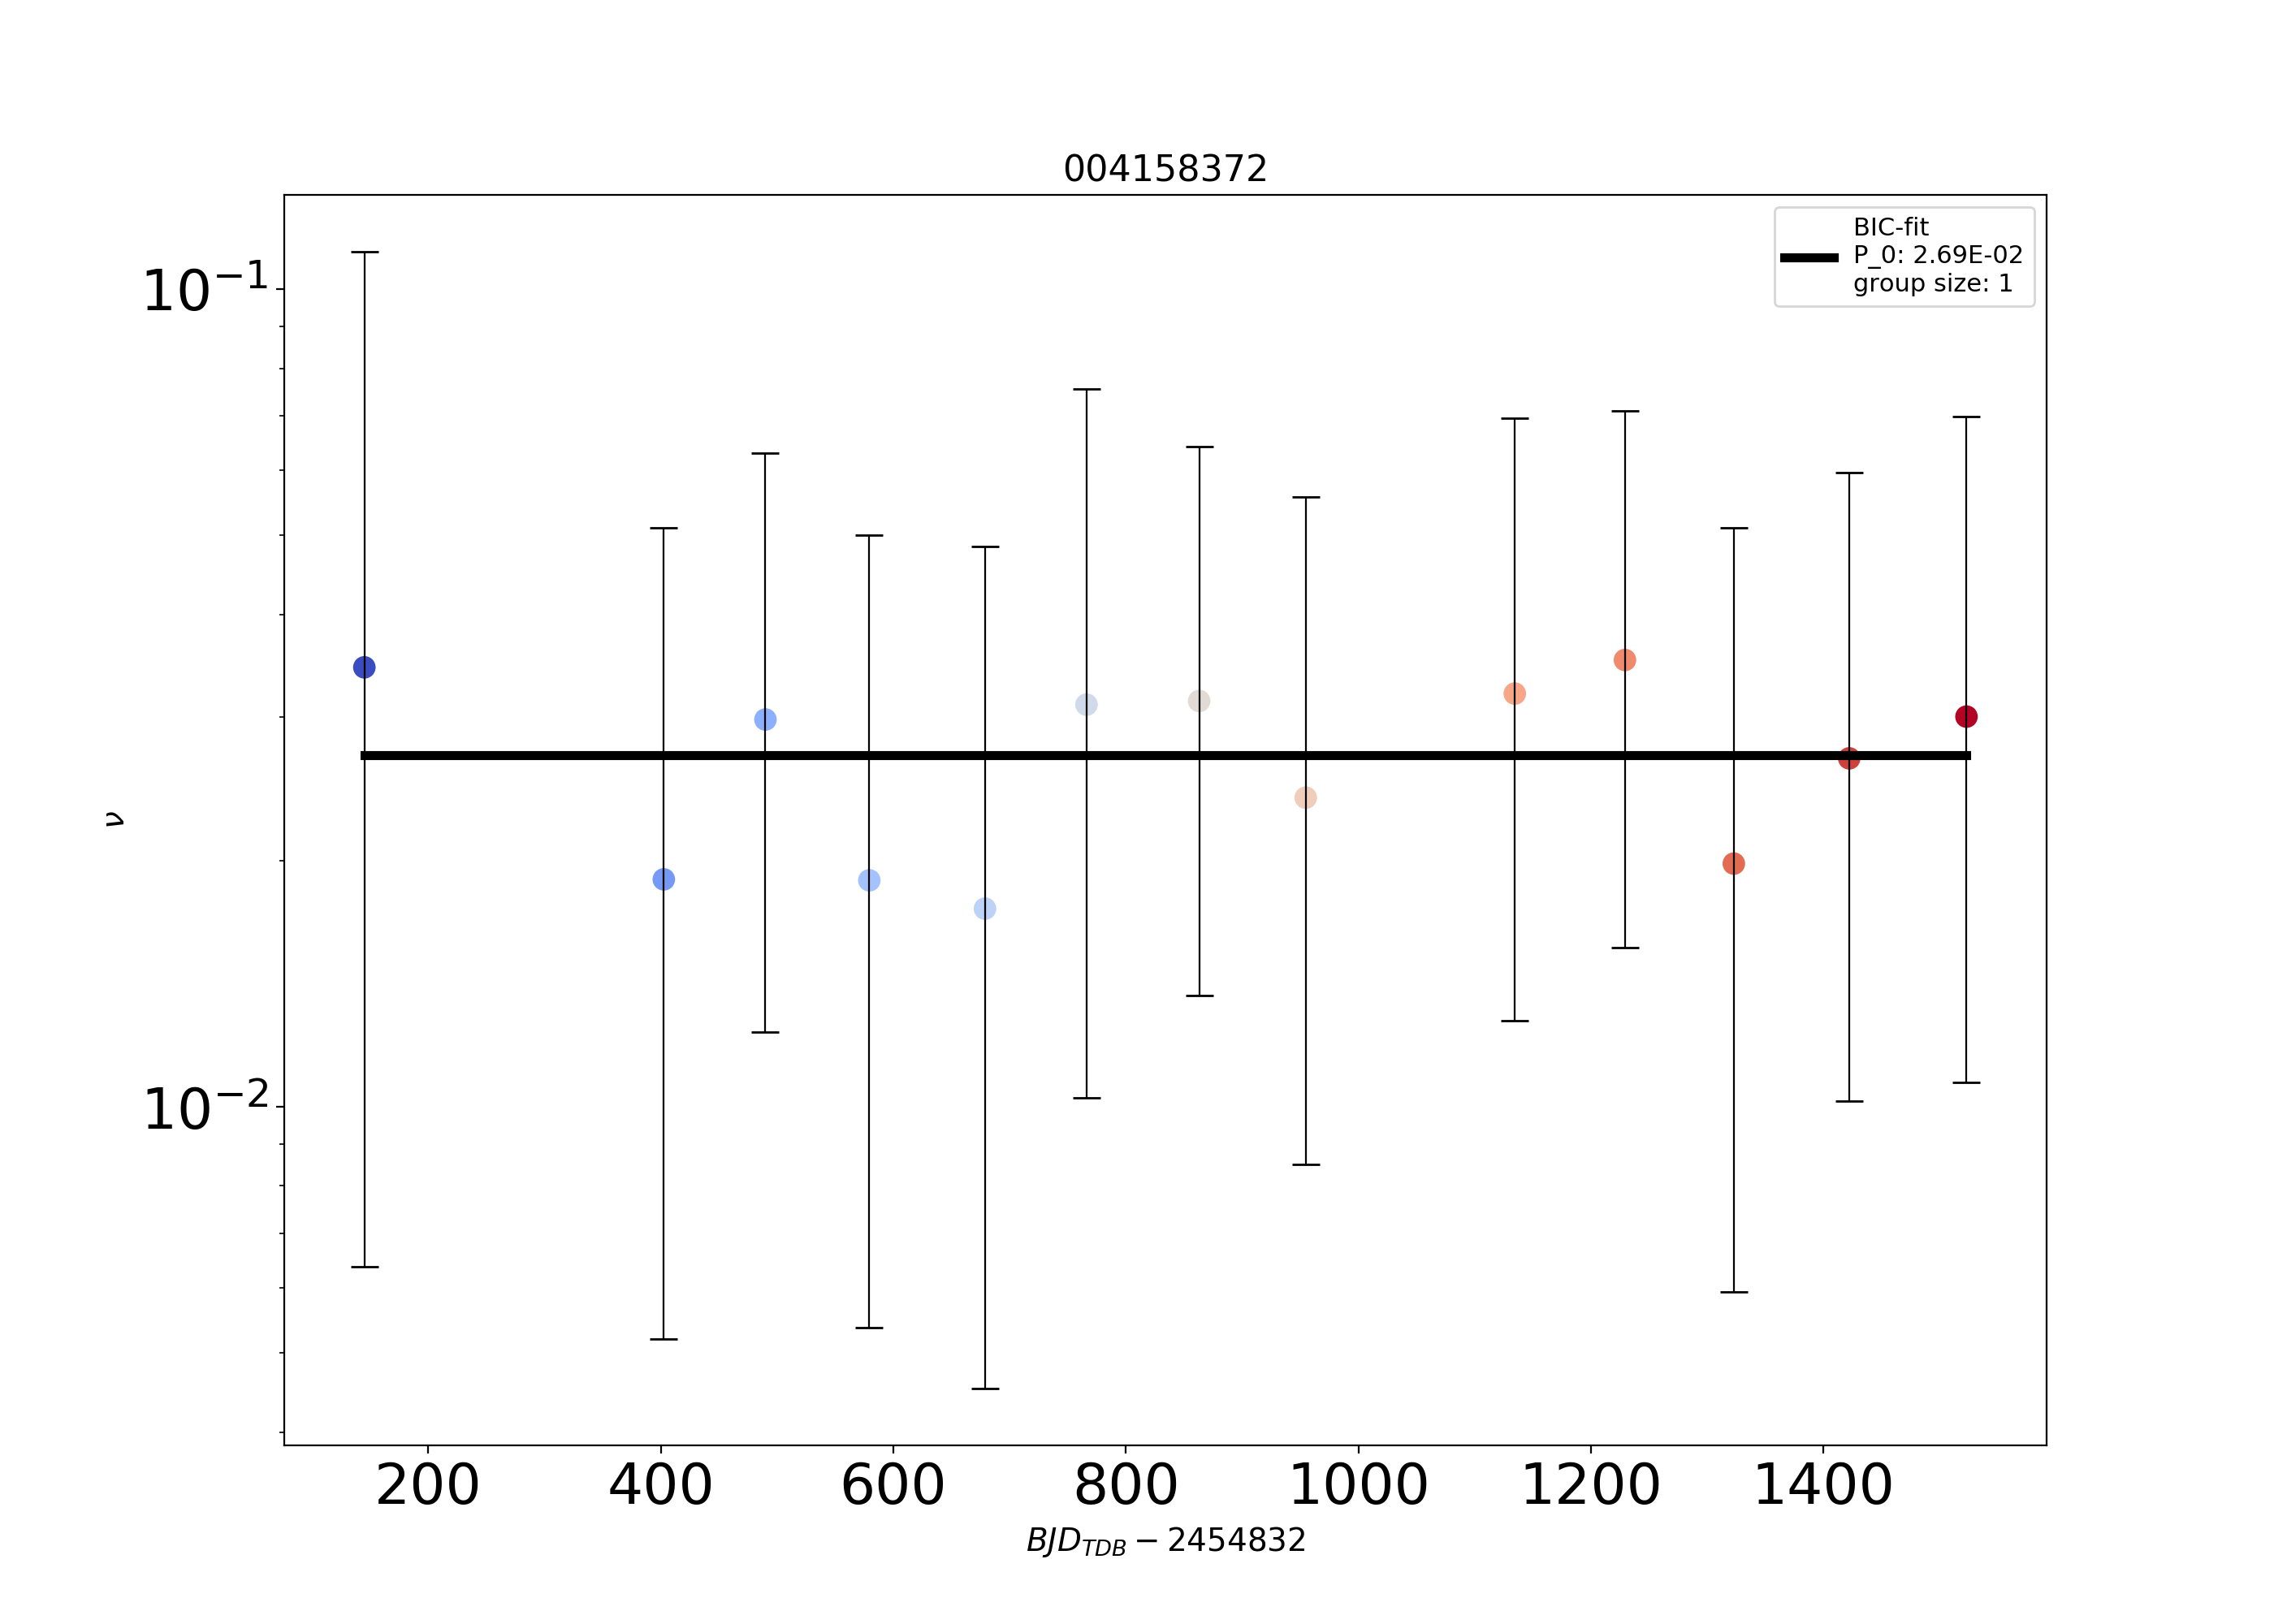 004158372
BIC-fit
P_0: 2.69E-02
group size: 1
10⁻¹
10⁻²
ν
200 400 600 800 1000 1200 1400
BJD_TDB − 2454832